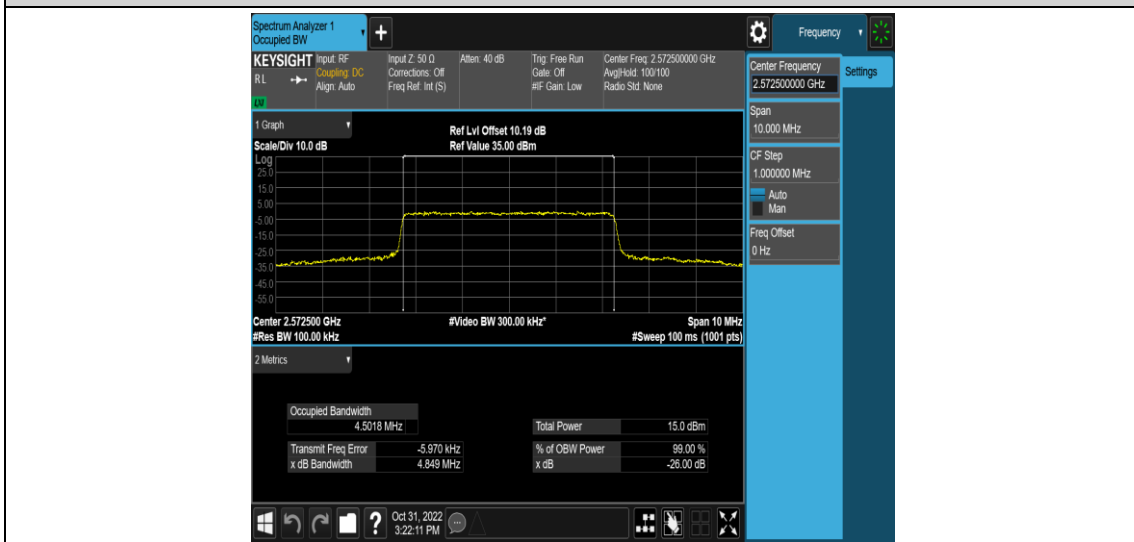 Spectrum Analyzer 1
Occupied BW
+
Frequency
KEYSIGHT
RL
Input: RF
Coupling: DC
Align: Auto
Input Z: 50 Ω
Corrections: Off
Freq Ref: Int (S)
Atten: 40 dB
Trig: Free Run
Gate: Off
#IF Gain: Low
Center Freq: 2.572500000 GHz
Avg|Hold: 100/100
Radio Std: None
Center Frequency
2.572500000 GHz
Settings
Span
10.000 MHz
CF Step
1.000000 MHz
Auto
Man
Freq Offset
0 Hz
1 Graph
Scale/Div 10.0 dB
Ref Lvl Offset 10.19 dB
Ref Value 35.00 dBm
Log
25.0
15.0
5.00
-5.00
-15.0
-25.0
-35.0
-45.0
-55.0
Center 2.572500 GHz
#Res BW 100.00 kHz
#Video BW 300.00 kHz*
Span 10 MHz
#Sweep 100 ms (1001 pts)
2 Metrics
Occupied Bandwidth
4.5018 MHz
Total Power 15.0 dBm
Transmit Freq Error -5.970 kHz
% of OBW Power 99.00 %
x dB Bandwidth 4.849 MHz
x dB -26.00 dB
?
Oct 31, 2022
3:22:11 PM